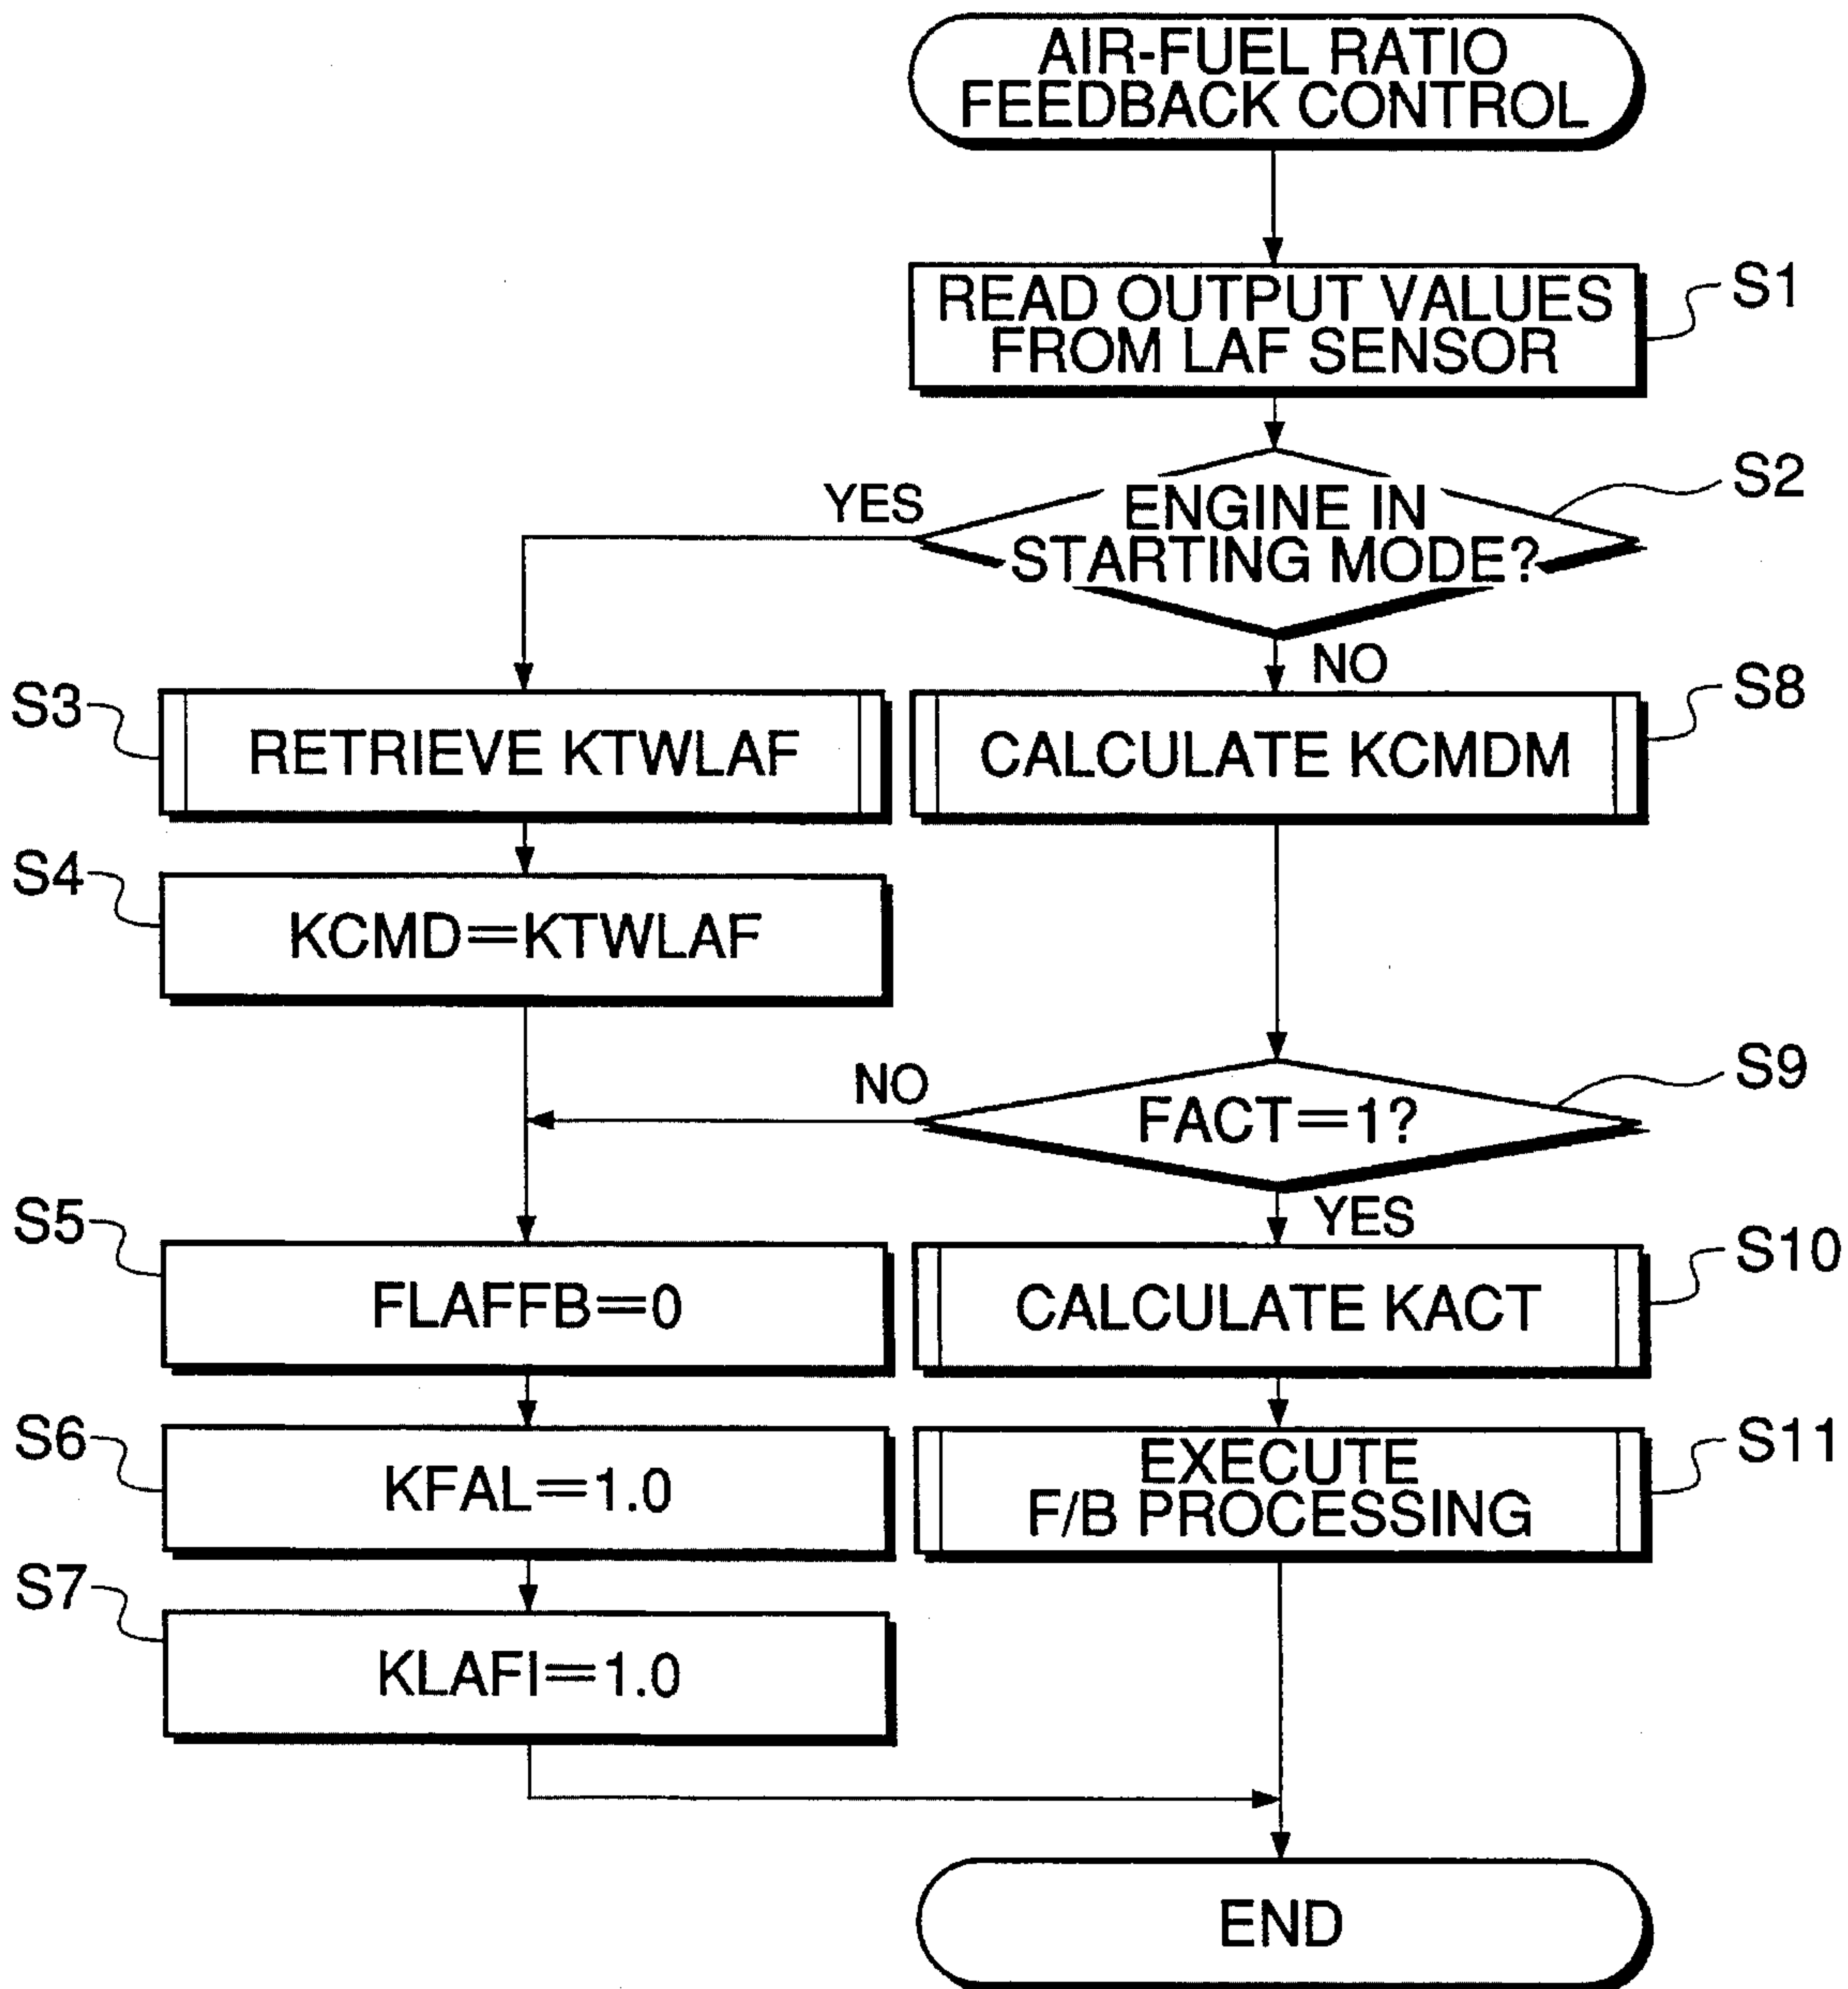 AIR-FUEL RATIO
FEEDBACK CONTROL
READ OUTPUT VALUES
FROM LAF SENSOR
S1
ENGINE IN
STARTING MODE?
S2
YES
NO
S3
RETRIEVE KTWLAF
CALCULATE KCMDM
S8
S4
KCMD=KTWLAF
NO
FACT=1?
S9
YES
S5
FLAFFB=0
CALCULATE KACT
S10
S6
KFAL=1.0
EXECUTE
F/B PROCESSING
S11
S7
KLAFI=1.0
END